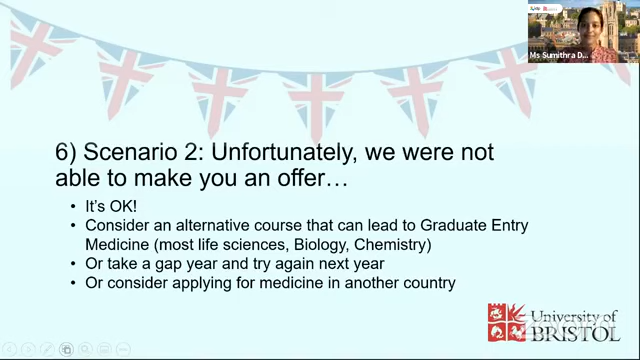 Ms Sumithra D...
6) Scenario 2: Unfortunately, we were not
able to make you an offer…
• It's OK!
• Consider an alternative course that can lead to Graduate Entry
Medicine (most life sciences, Biology, Chemistry)
• Or take a gap year and try again next year
• Or consider applying for medicine in another country
University of
BRISTOL